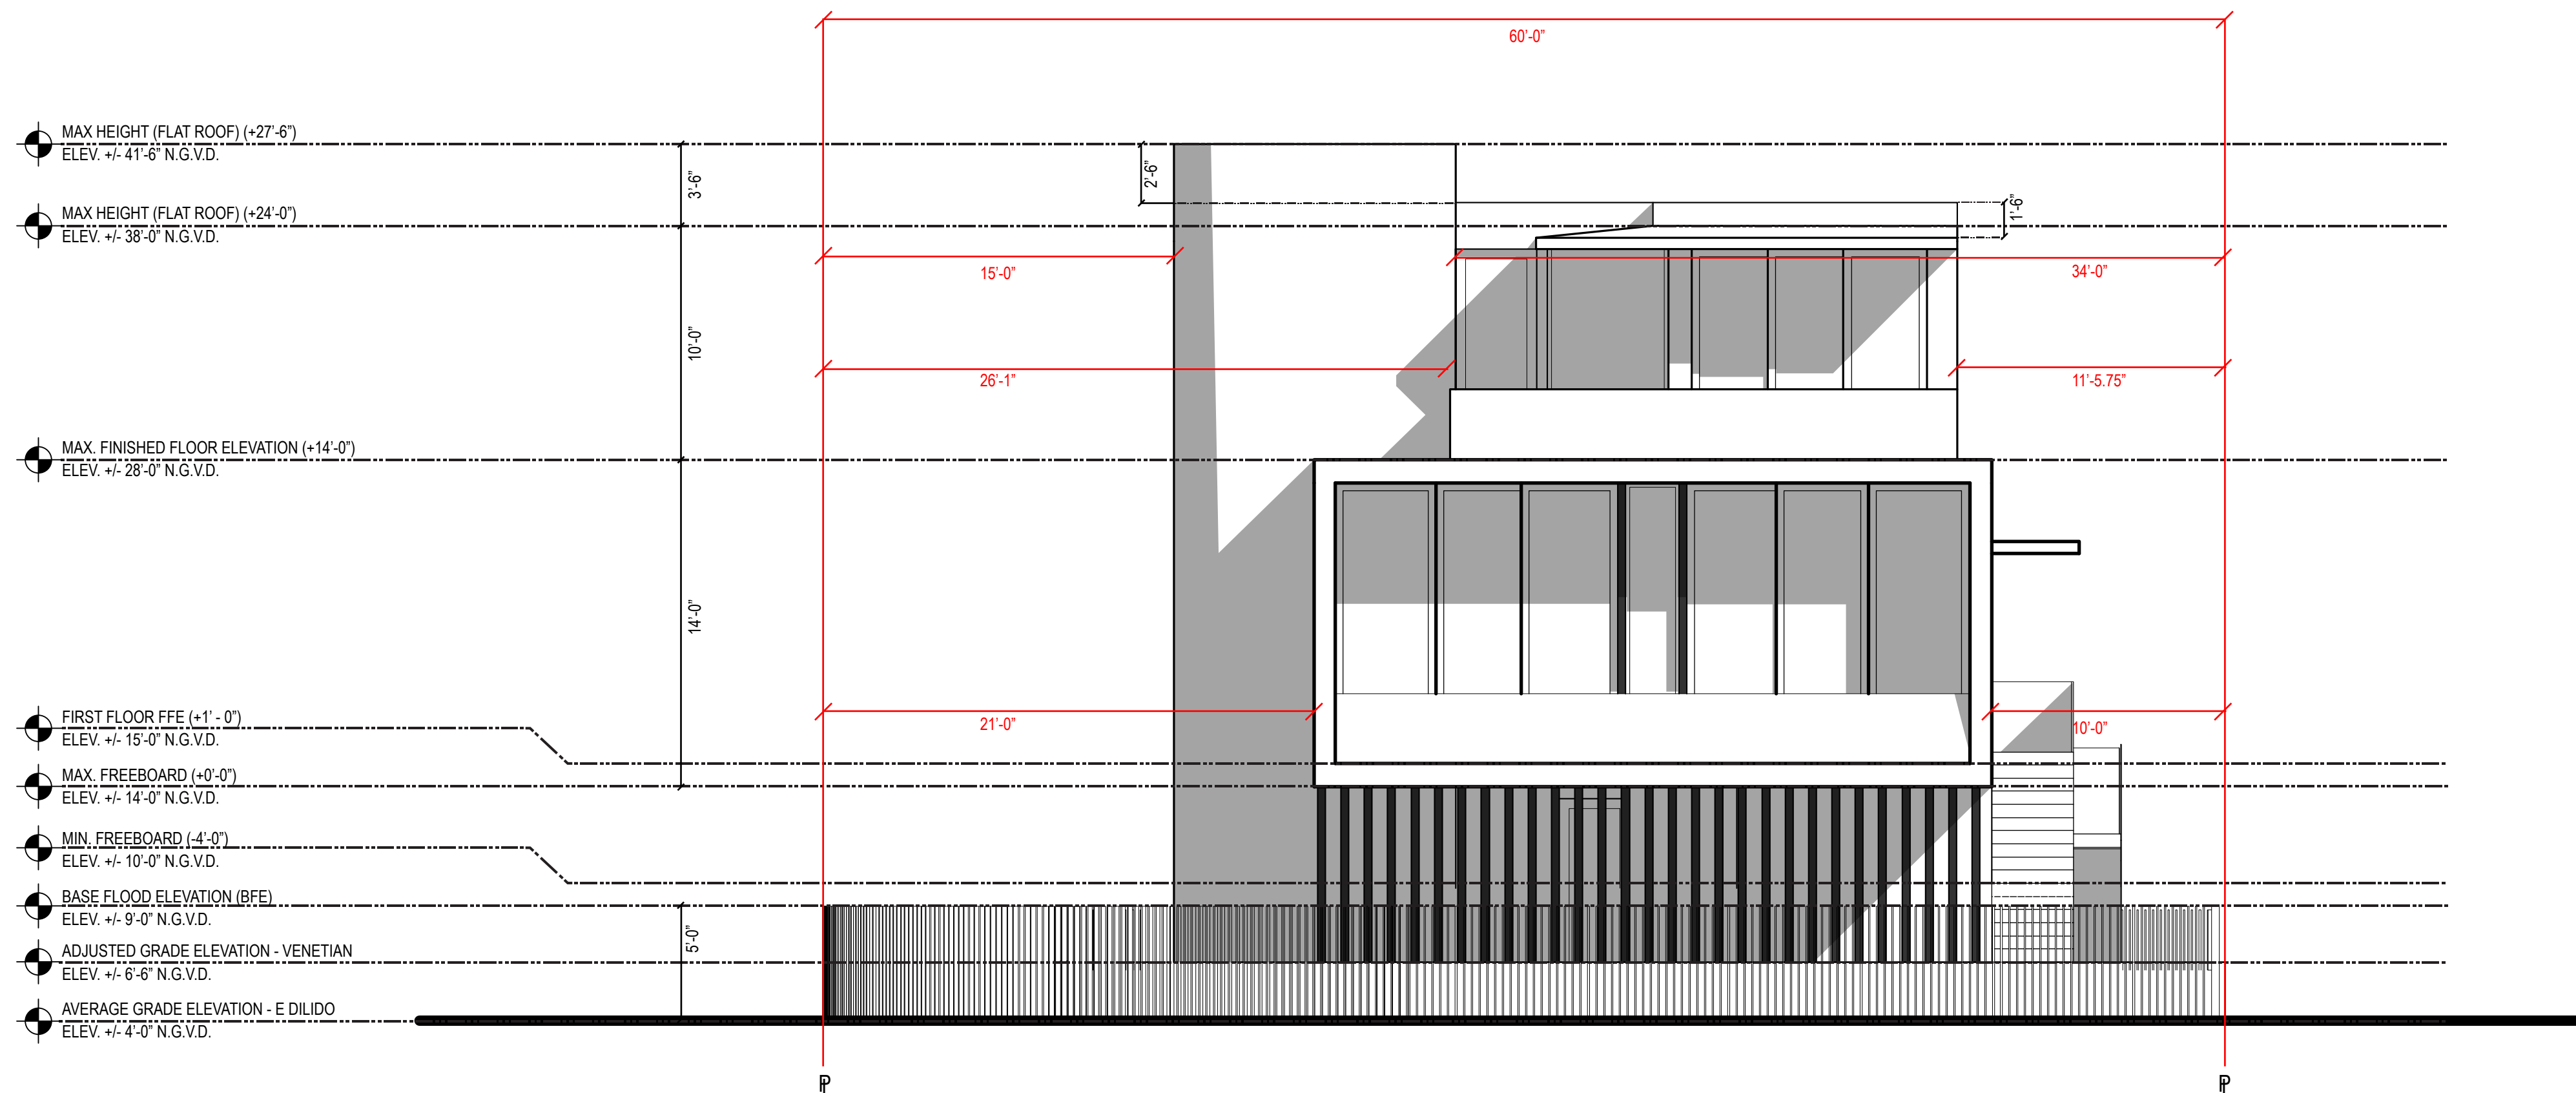 60'-0”
MAX HEIGHT (FLAT ROOF) (+27'-6”)
ELEV. +/- 41'-6” N.G.V.D.
2'-6”
3'-6”
MAX HEIGHT (FLAT ROOF) (+24'-0”)
ELEV. +/- 38'-0” N.G.V.D.
1'-6”
15'-0”
34'-0”
10'-0”
26'-1”
11'-5.75”
MAX. FINISHED FLOOR ELEVATION (+14'-0”)
ELEV. +/- 28'-0” N.G.V.D.
14'-0”
FIRST FLOOR FFE (+1' - 0”)
ELEV. +/- 15'-0” N.G.V.D.
21'-0”
10'-0”
MAX. FREEBOARD (+0'-0”)
ELEV. +/- 14'-0” N.G.V.D.
MIN. FREEBOARD (-4'-0”)
ELEV. +/- 10'-0” N.G.V.D.
BASE FLOOD ELEVATION (BFE)
ELEV. +/- 9'-0” N.G.V.D.
5'-0”
ADJUSTED GRADE ELEVATION - VENETIAN
ELEV. +/- 6'-6” N.G.V.D.
AVERAGE GRADE ELEVATION - E DILIDO
ELEV. +/- 4'-0” N.G.V.D.
PL
PL